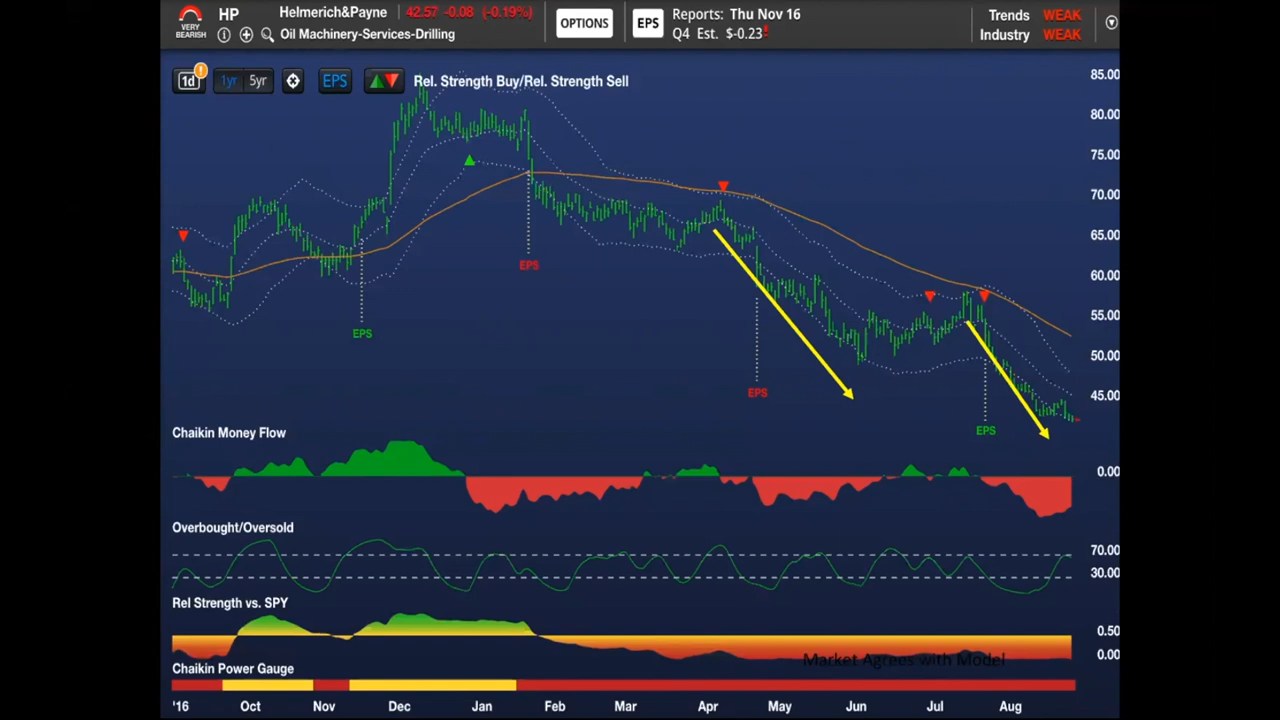 VERY
BEARISH
HP
Helmerich&Payne
42.57 -0.08 (-0.19%)
Oil Machinery-Services-Drilling
OPTIONS
EPS
Reports: Thu Nov 16
Q4 Est. $-0.23!
Trends WEAK
Industry WEAK
1d
!
1yr 5yr
EPS
Rel. Strength Buy/Rel. Strength Sell
85.00
80.00
75.00
70.00
65.00
60.00
55.00
50.00
45.00
EPS
EPS
EPS
EPS
Chaikin Money Flow
0.00
Overbought/Oversold
70.00
30.00
Rel Strength vs. SPY
0.50
0.00
Market Agrees with Model
Chaikin Power Gauge
'16 Oct Nov Dec Jan Feb Mar Apr May Jun Jul Aug